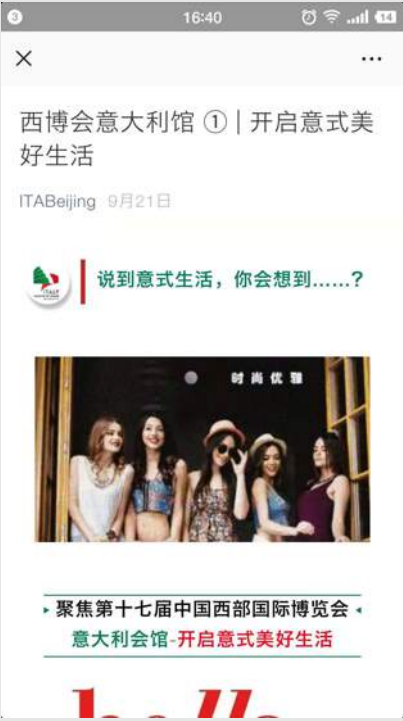 3 16:40 14
西博会意大利馆 ① | 开启意式美
好生活
ITABeijing 9月21日
ITALY
说到意式生活，你会想到……?
时尚优雅
聚焦第十七届中国西部国际博览会
意大利会馆-开启意式美好生活